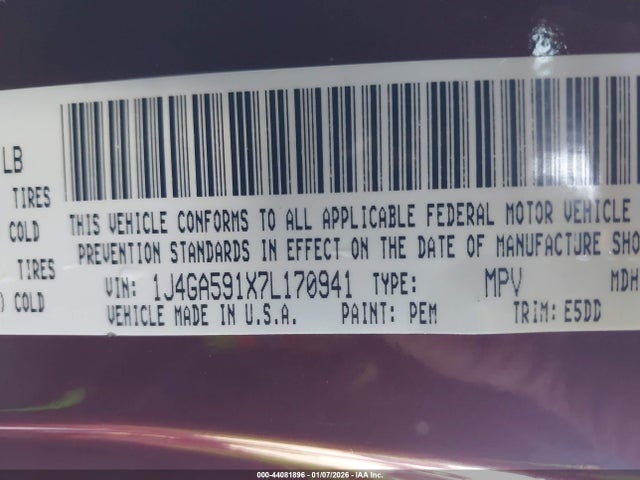 LB
TIRES
COLD
TIRES
) COLD
THIS VEHICLE CONFORMS TO ALL APPLICABLE FEDERAL MOTOR VEHICLE
PREVENTION STANDARDS IN EFFECT ON THE DATE OF MANUFACTURE SHO
VIN: 1J4GA591X7L170941 TYPE: MPV MDH
VEHICLE MADE IN U.S.A. PAINT: PEM TRIM: E5DD
000-44081896 - 01/07/2026 - IAA Inc.